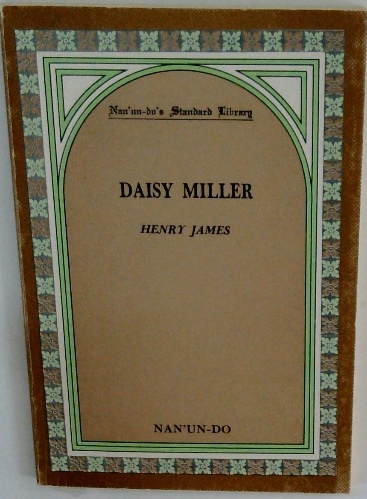 Nan'un-do's Standard Library
DAISY MILLER
HENRY JAMES
NAN'UN-DO